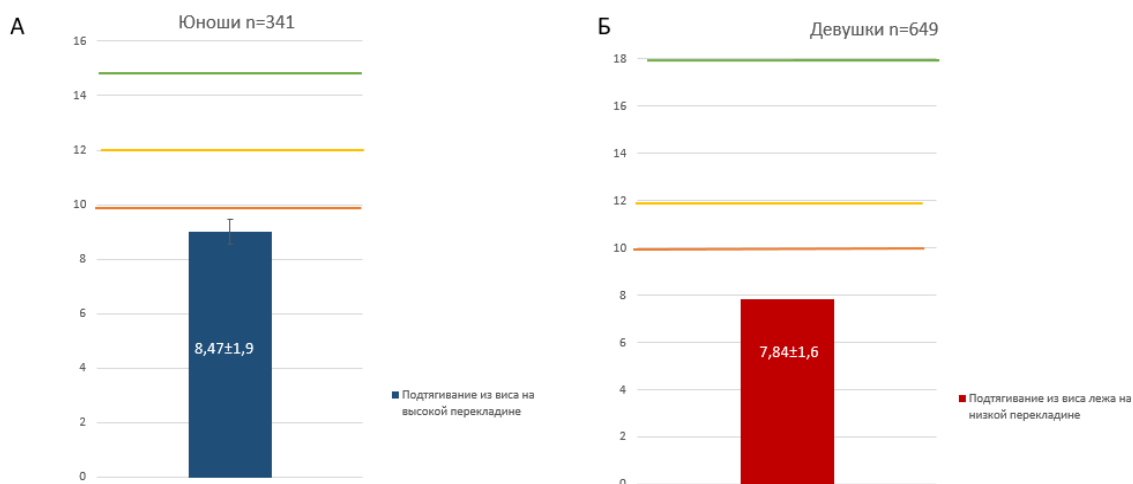 А
Юноши n=341
16
14
12
10
8
6
4
2
0
8,47±1,9
Подтягивание из виса на
высокой перекладине
Б
Девушки n=649
18
16
14
12
10
8
6
4
2
0
7,84±1,6
Подтягивание из виса лежа на
низкой перекладине